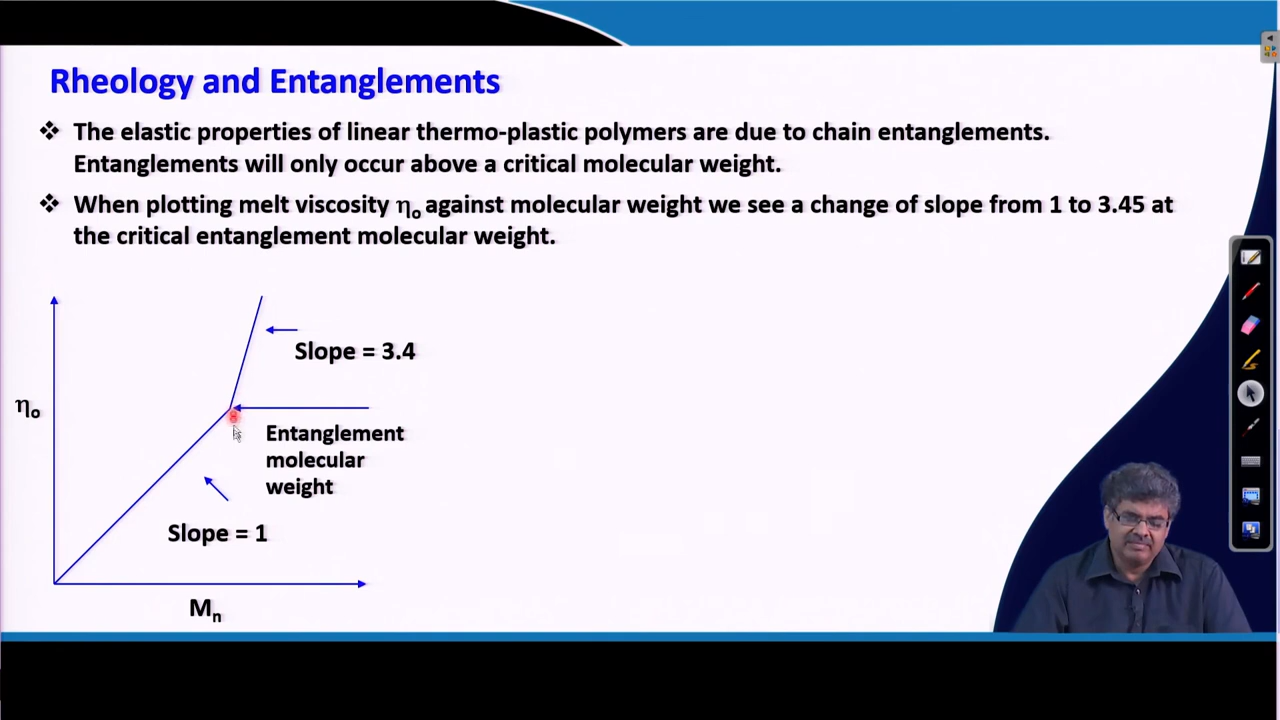 Rheology and Entanglements
❖ The elastic properties of linear thermo-plastic polymers are due to chain entanglements.
Entanglements will only occur above a critical molecular weight.
❖ When plotting melt viscosity ηo against molecular weight we see a change of slope from 1 to 3.45 at
the critical entanglement molecular weight.
Slope = 3.4
ηo
Entanglement
molecular
weight
Slope = 1
Mn